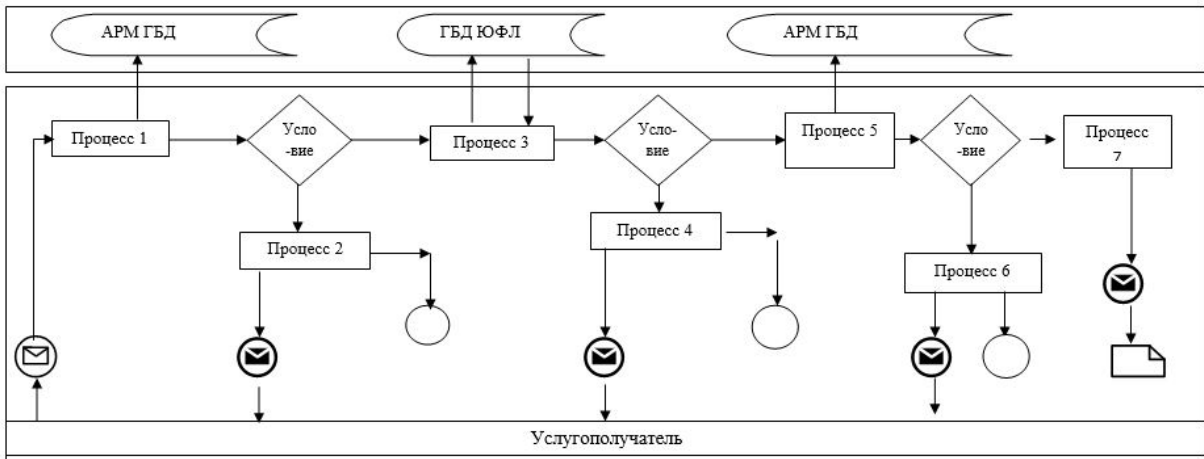 АРМ ГБД
ГБД ЮФЛ
АРМ ГБД
Процесс 1
Усло
-вие
Процесс 3
Усло-
вие
Процесс 5
Усло
-вие
Процесс
7
Процесс 2
Процесс 4
Процесс 6
Услугополучатель